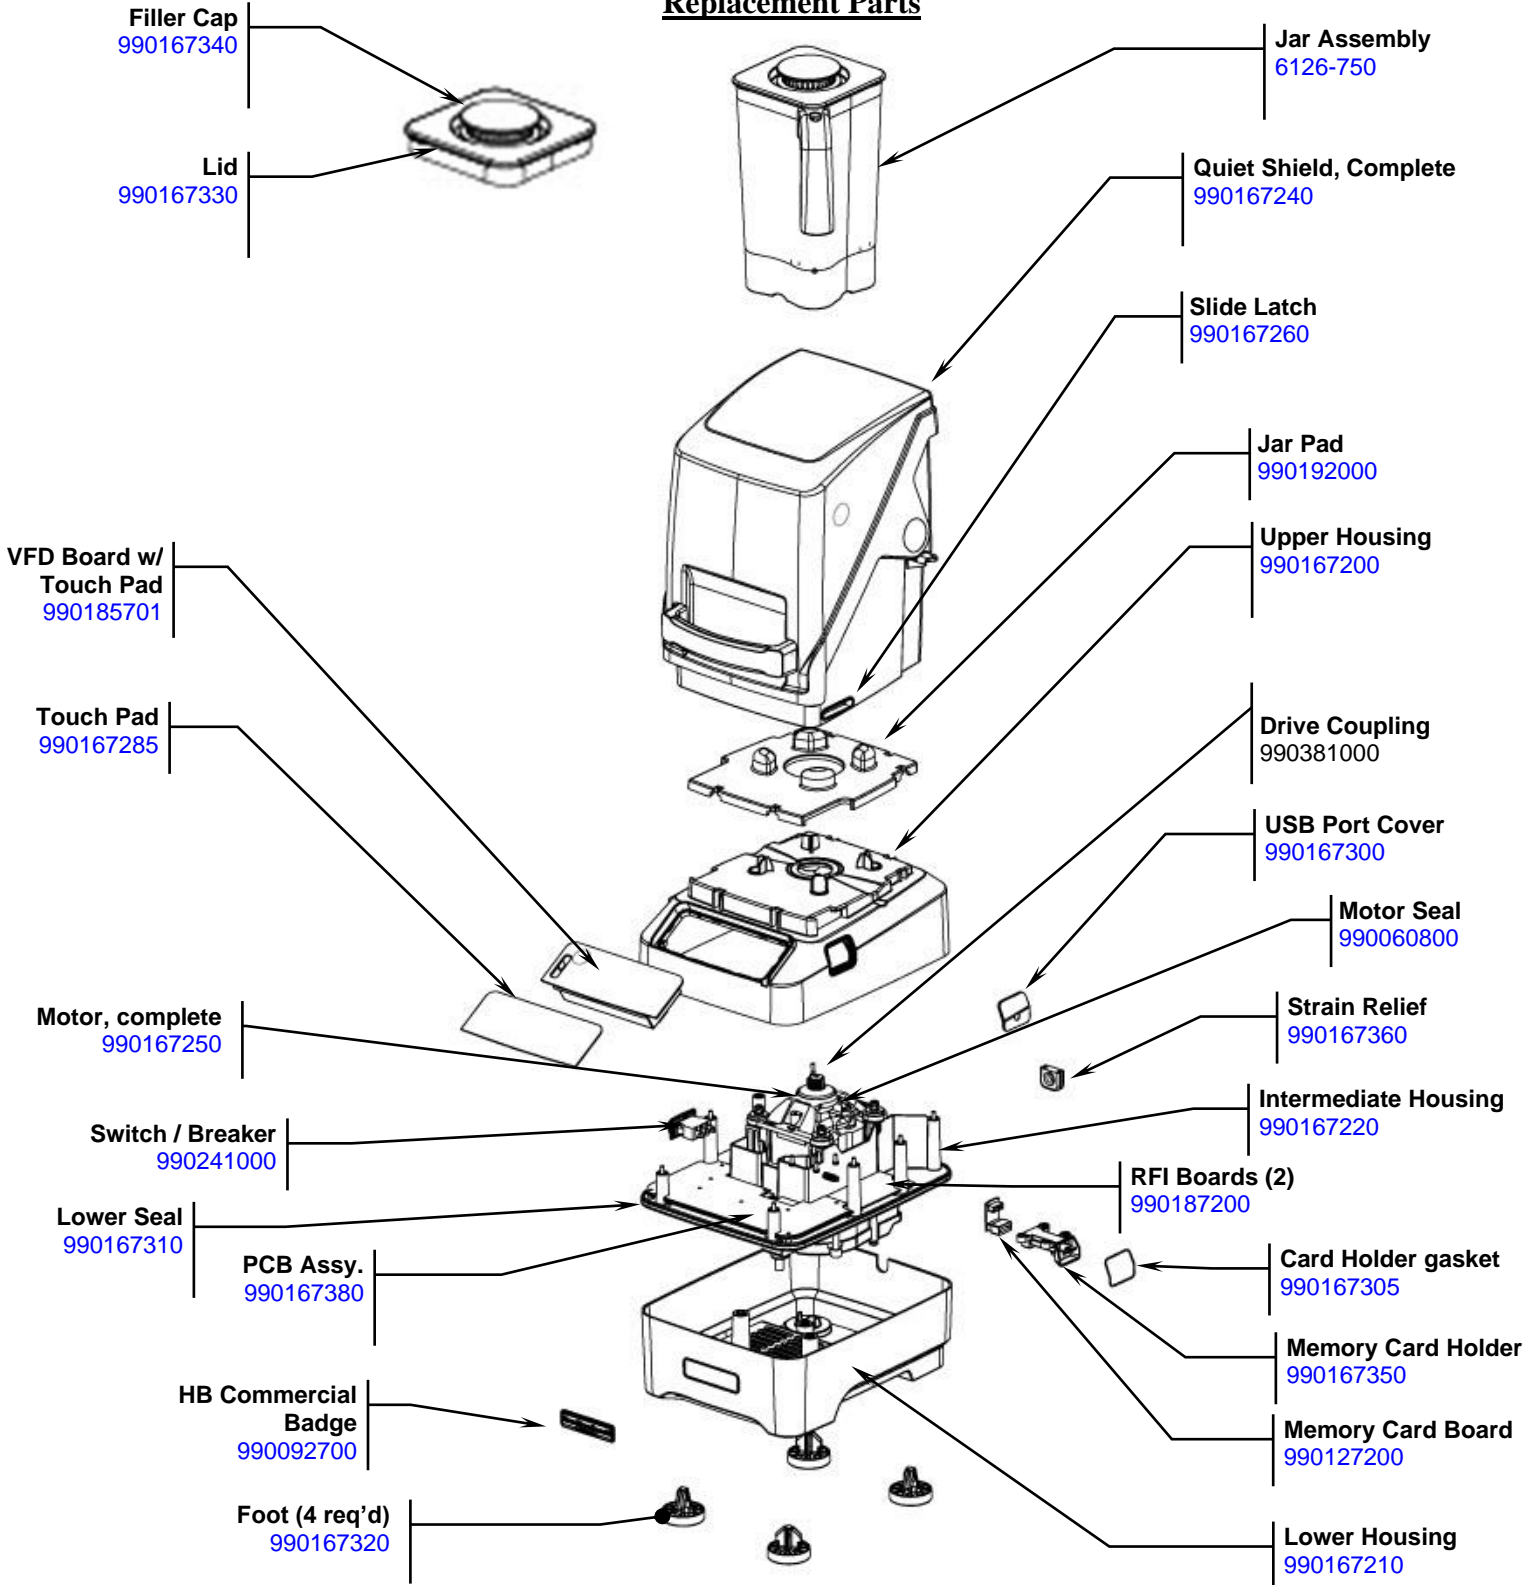 Replacement Parts
Filler Cap
990167340
Lid
990167330
Jar Assembly
6126-750
Quiet Shield, Complete
990167240
Slide Latch
990167260
Jar Pad
990192000
Upper Housing
990167200
VFD Board w/
Touch Pad
990185701
Touch Pad
990167285
Drive Coupling
990381000
USB Port Cover
990167300
Motor Seal
990060800
Motor, complete
990167250
Strain Relief
990167360
Switch / Breaker
990241000
Intermediate Housing
990167220
RFI Boards (2)
990187200
Lower Seal
990167310
PCB Assy.
990167380
Card Holder gasket
990167305
Memory Card Holder
990167350
HB Commercial
Badge
990092700
Memory Card Board
990127200
Foot (4 req’d)
990167320
Lower Housing
990167210